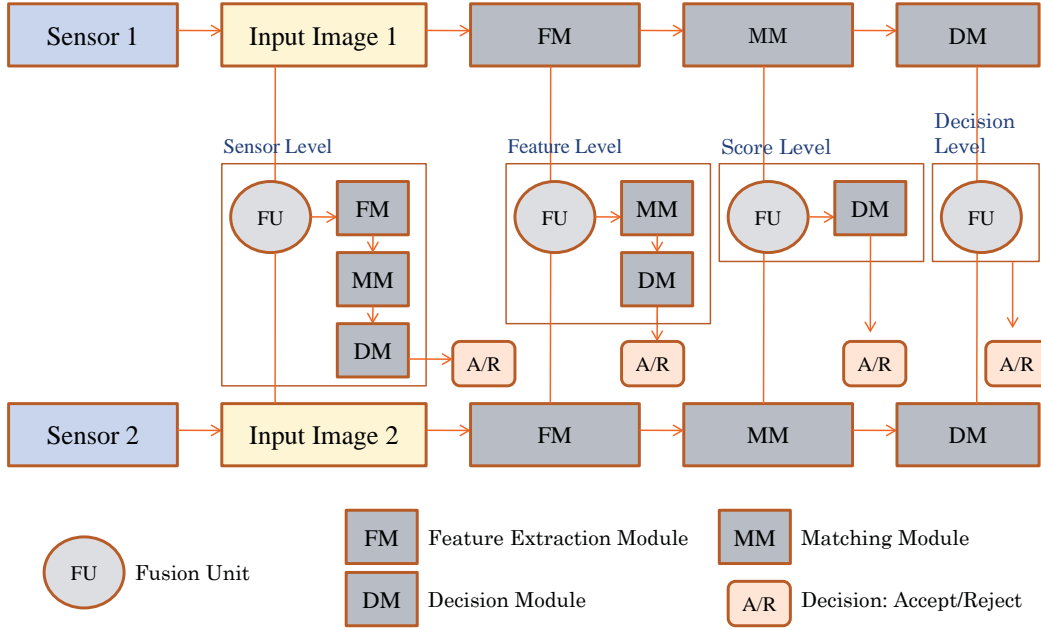 Sensor 1
Input Image 1
FM
MM
DM
Sensor Level
Feature Level
Score Level
Decision
Level
FU
FM
MM
DM
A/R
FU
MM
DM
A/R
FU
DM
A/R
FU
A/R
Sensor 2
Input Image 2
FM
MM
DM
FU
Fusion Unit
FM
Feature Extraction Module
MM
Matching Module
DM
Decision Module
A/R
Decision: Accept/Reject